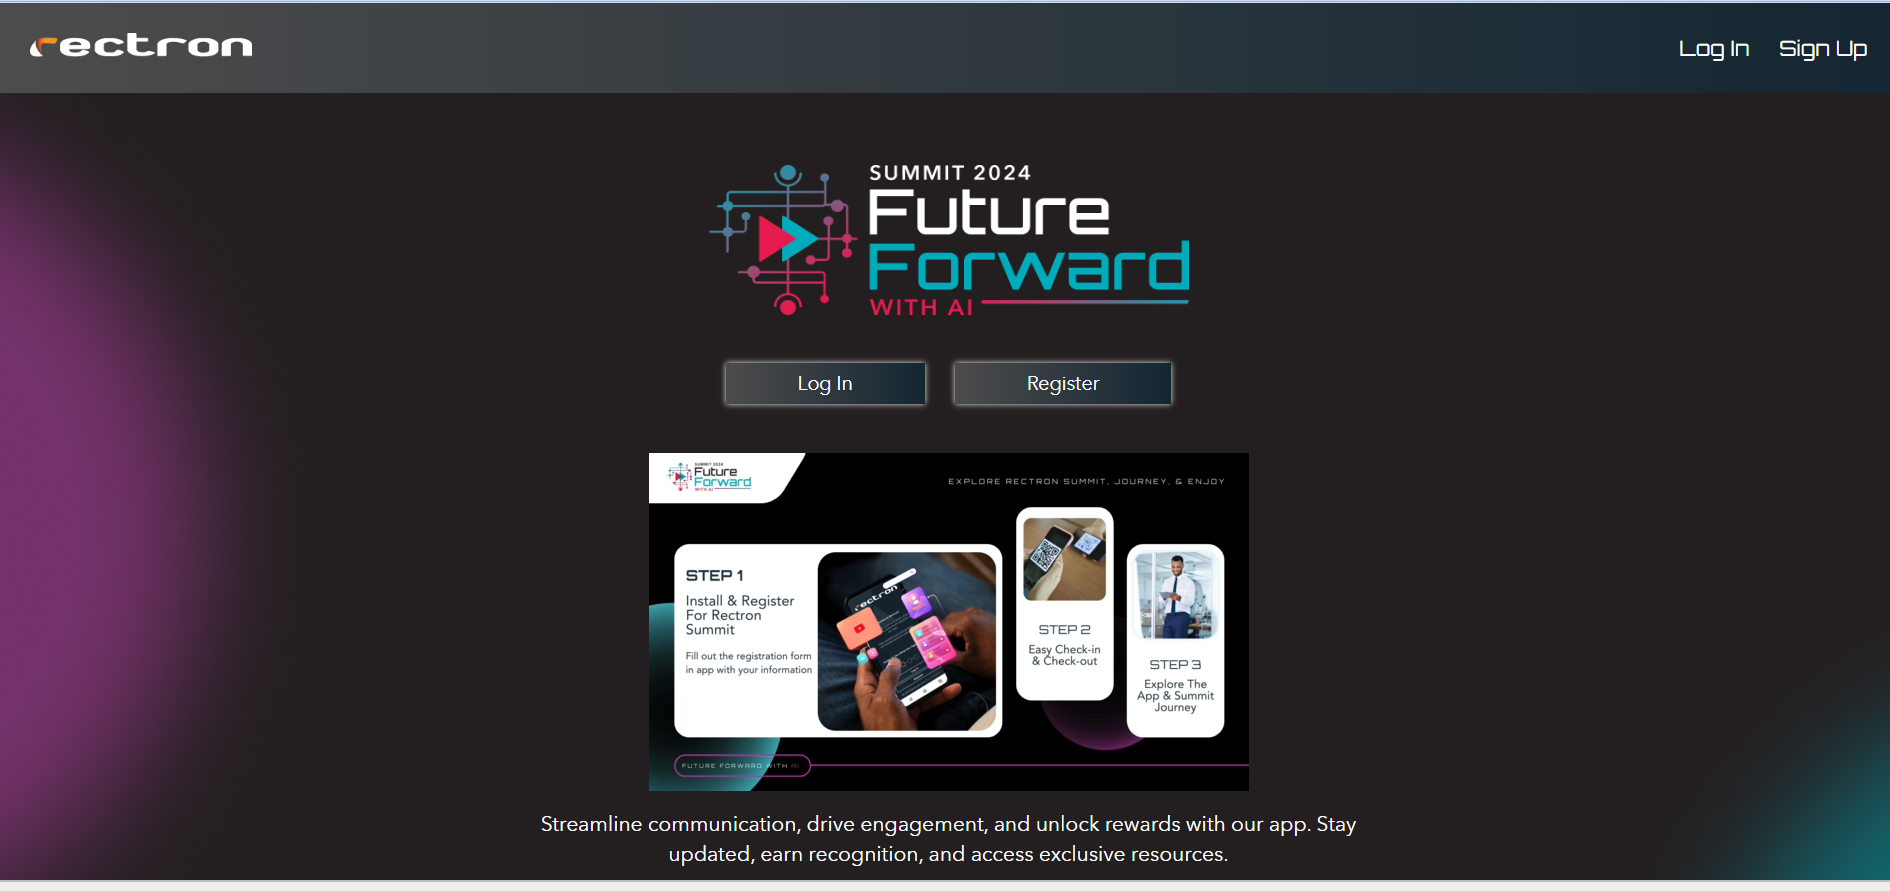 rectron
Log In
Sign Up
SUMMIT 2024
Future
Forward
WITH AI
Log In
Register
SUMMIT 2024
Future
Forward
WITH AI
EXPLORE RECTRON SUMMIT, JOURNEY, & ENJOY
STEP 1
Install & Register
For Rectron
Summit
Fill out the registration form
in app with your information
rectron
STEP 2
Easy Check-in
& Check-out
STEP 3
Explore The
App & Summit
Journey
FUTURE FORWARD WITH AI
Streamline communication, drive engagement, and unlock rewards with our app. Stay
updated, earn recognition, and access exclusive resources.